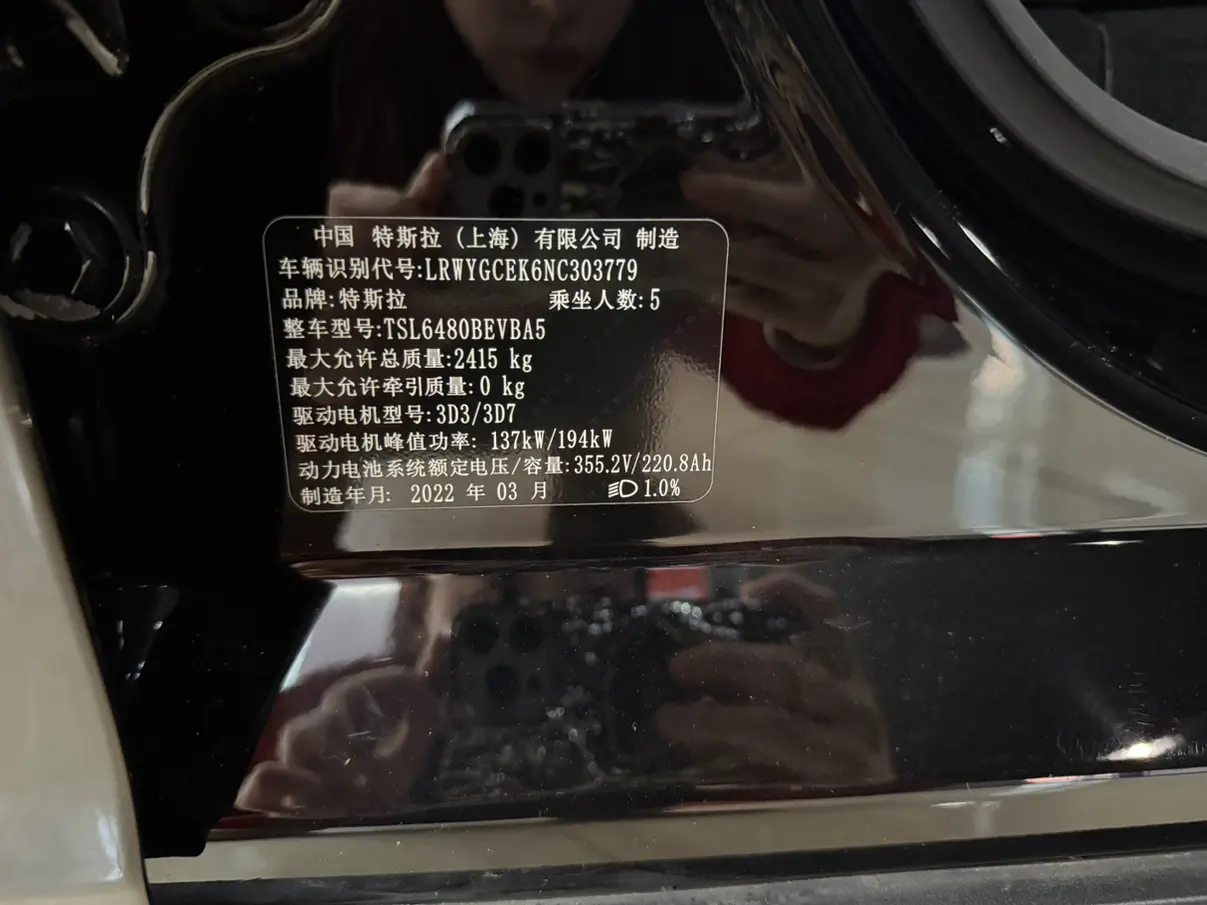 中国 特斯拉 (上海) 有限公司 制造
车辆识别代号:LRWYGCEK6NC303779
品牌:特斯拉 乘坐人数:5
整车型号:TSL6480BEVBA5
最大允许总质量:2415 kg
最大允许牵引质量:0 kg
驱动电机型号:3D3/3D7
驱动电机峰值功率: 137kW/194kW
动力电池系统额定电压/容量:355.2V/220.8Ah
制造年月: 2022 年 03 月 1.0%